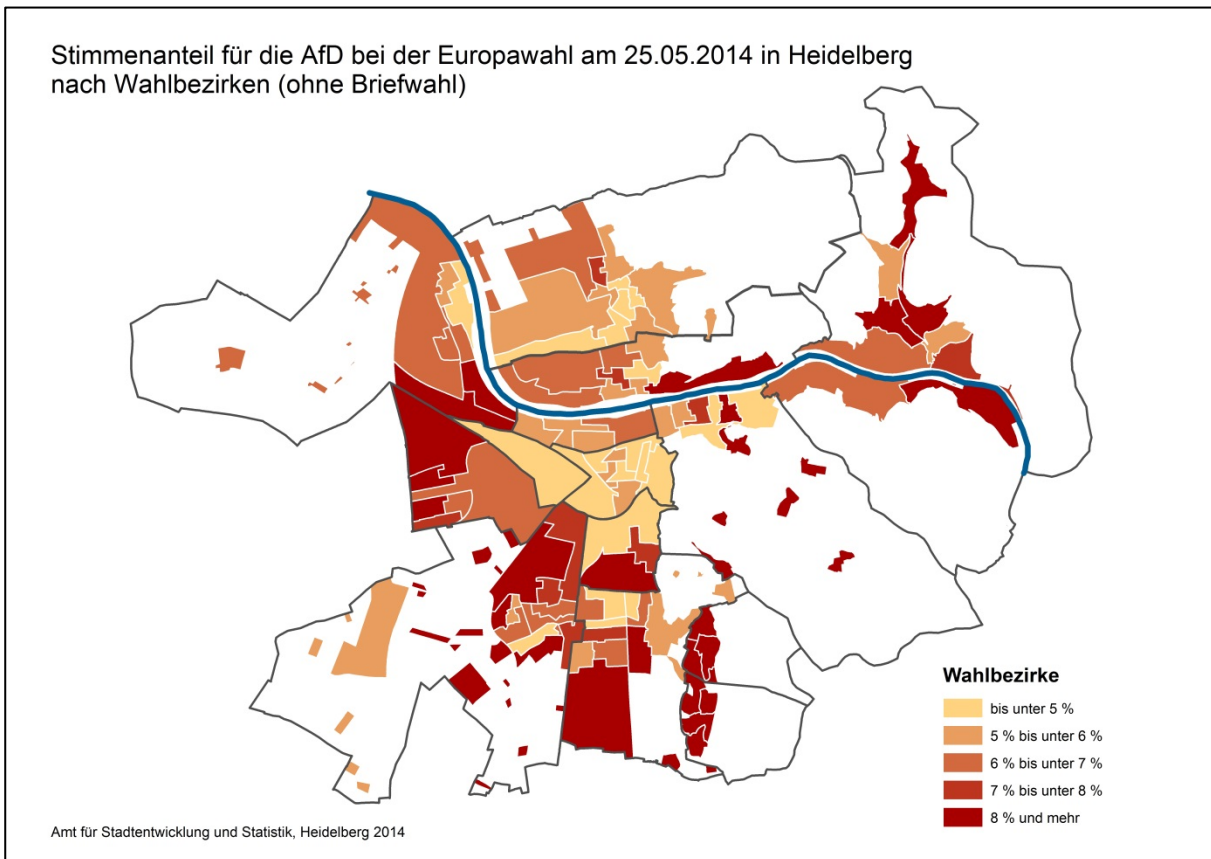 Stimmenanteil für die AfD bei der Europawahl am 25.05.2014 in Heidelberg
nach Wahlbezirken (ohne Briefwahl)
Wahlbezirke
bis unter 5 %
5 % bis unter 6 %
6 % bis unter 7 %
7 % bis unter 8 %
8 % und mehr
Amt für Stadtentwicklung und Statistik, Heidelberg 2014